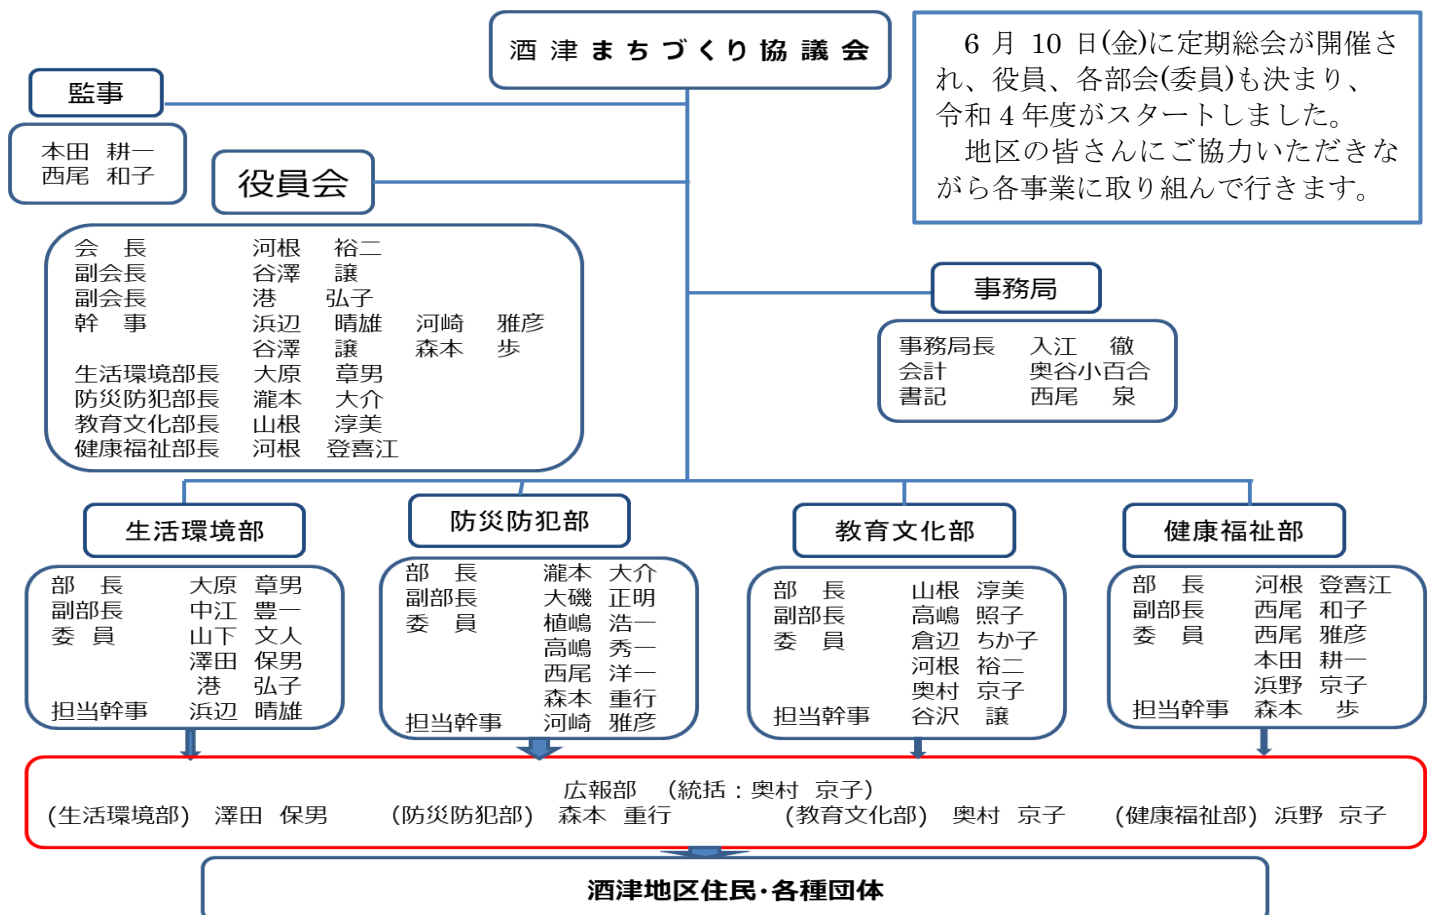 酒津まちづくり協議会
6月10日(金)に定期総会が開催さ
れ、役員、各部会(委員)も決まり、
令和4年度がスタートしました。
地区の皆さんにご協力いただきな
がら各事業に取り組んで行きます。
監事
本田 耕一
西尾 和子
役員会
会 長 河根 裕二
副会長 谷澤 譲
副会長 港 弘子
幹 事 浜辺 晴雄 河崎 雅彦
谷澤 譲 森本 歩
生活環境部長 大原 章男
防災防犯部長 瀧本 大介
教育文化部長 山根 淳美
健康福祉部長 河根 登喜江
事務局
事務局長 入江 徹
会計 奥谷小百合
書記 西尾 泉
生活環境部
部 長 大原 章男
副部長 中江 豊一
委 員 山下 文人
澤田 保男
港 弘子
担当幹事 浜辺 晴雄
防災防犯部
部 長 瀧本 大介
副部長 大磯 正明
委 員 植嶋 浩一
高嶋 秀一
西尾 洋一
森本 重行
担当幹事 河崎 雅彦
教育文化部
部 長 山根 淳美
副部長 高嶋 照子
委 員 倉辺 ちか子
河根 裕二
奥村 京子
担当幹事 谷沢 譲
健康福祉部
部 長 河根 登喜江
副部長 西尾 和子
委 員 西尾 雅彦
本田 耕一
浜野 京子
担当幹事 森本 歩
広報部 (統括：奥村 京子)
(生活環境部) 澤田 保男 (防災防犯部) 森本 重行 (教育文化部) 奥村 京子 (健康福祉部) 浜野 京子
酒津地区住民･各種団体